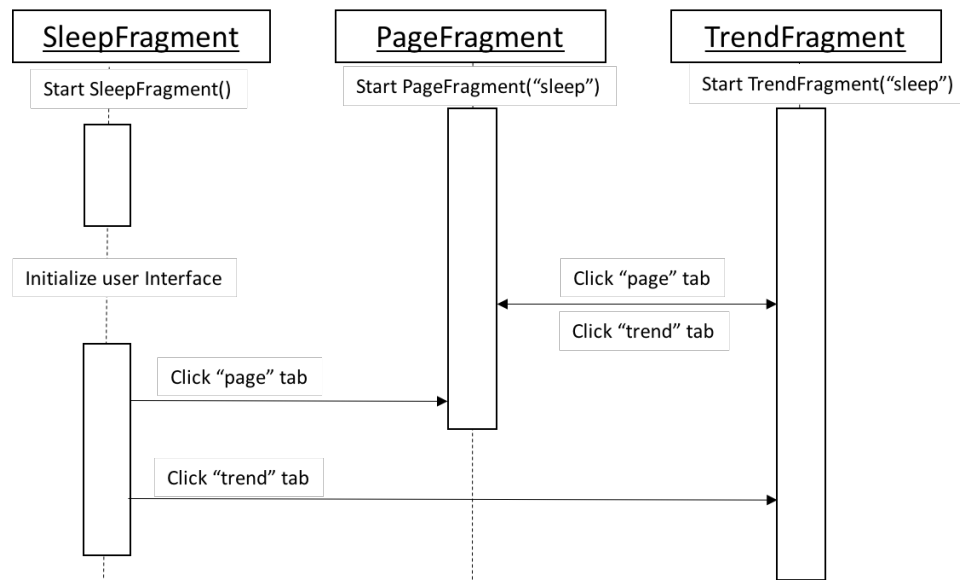 SleepFragment
PageFragment
TrendFragment
Start SleepFragment()
Start PageFragment(“sleep”)
Start TrendFragment(“sleep”)
Initialize user Interface
Click “page” tab
Click “trend” tab
Click “page” tab
Click “trend” tab